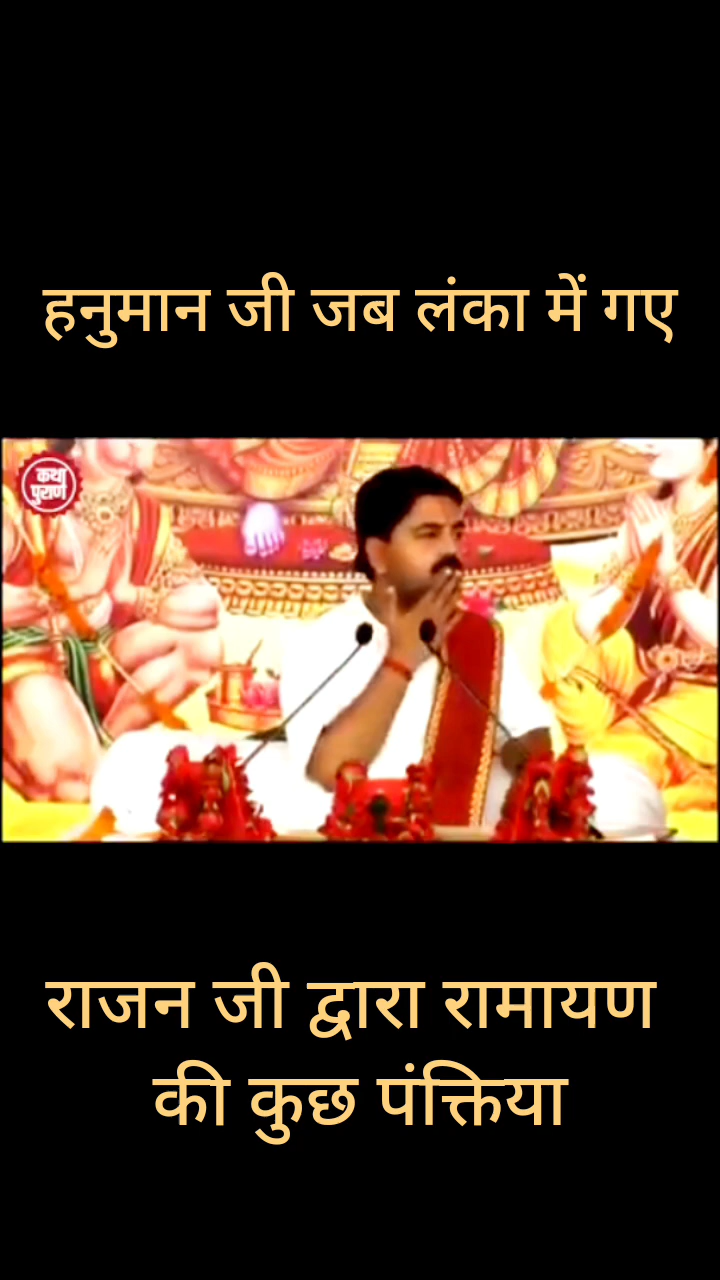 हनुमान जी जब लंका में गए
कथा
पुराण
राजन जी द्वारा रामायण
की कुछ पंक्तिया